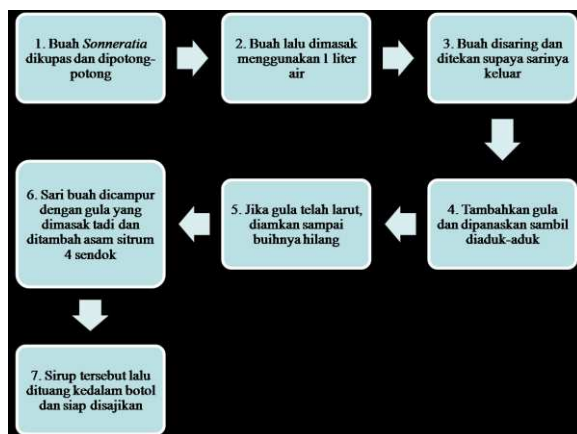 1. Buah Sonneratia
dikupas dan dipotong-
potong
2. Buah lalu dimasak
menggunakan 1 liter
air
3. Buah disaring dan
ditekan supaya sarinya
keluar
4. Tambahkan gula
dan dipanaskan sambil
diaduk-aduk
5. Jika gula telah larut,
diamkan sampai
buihnya hilang
6. Sari buah dicampur
dengan gula yang
dimasak tadi dan
ditambah asam sitrum
4 sendok
7. Sirup tersebut lalu
dituang kedalam botol
dan siap disajikan